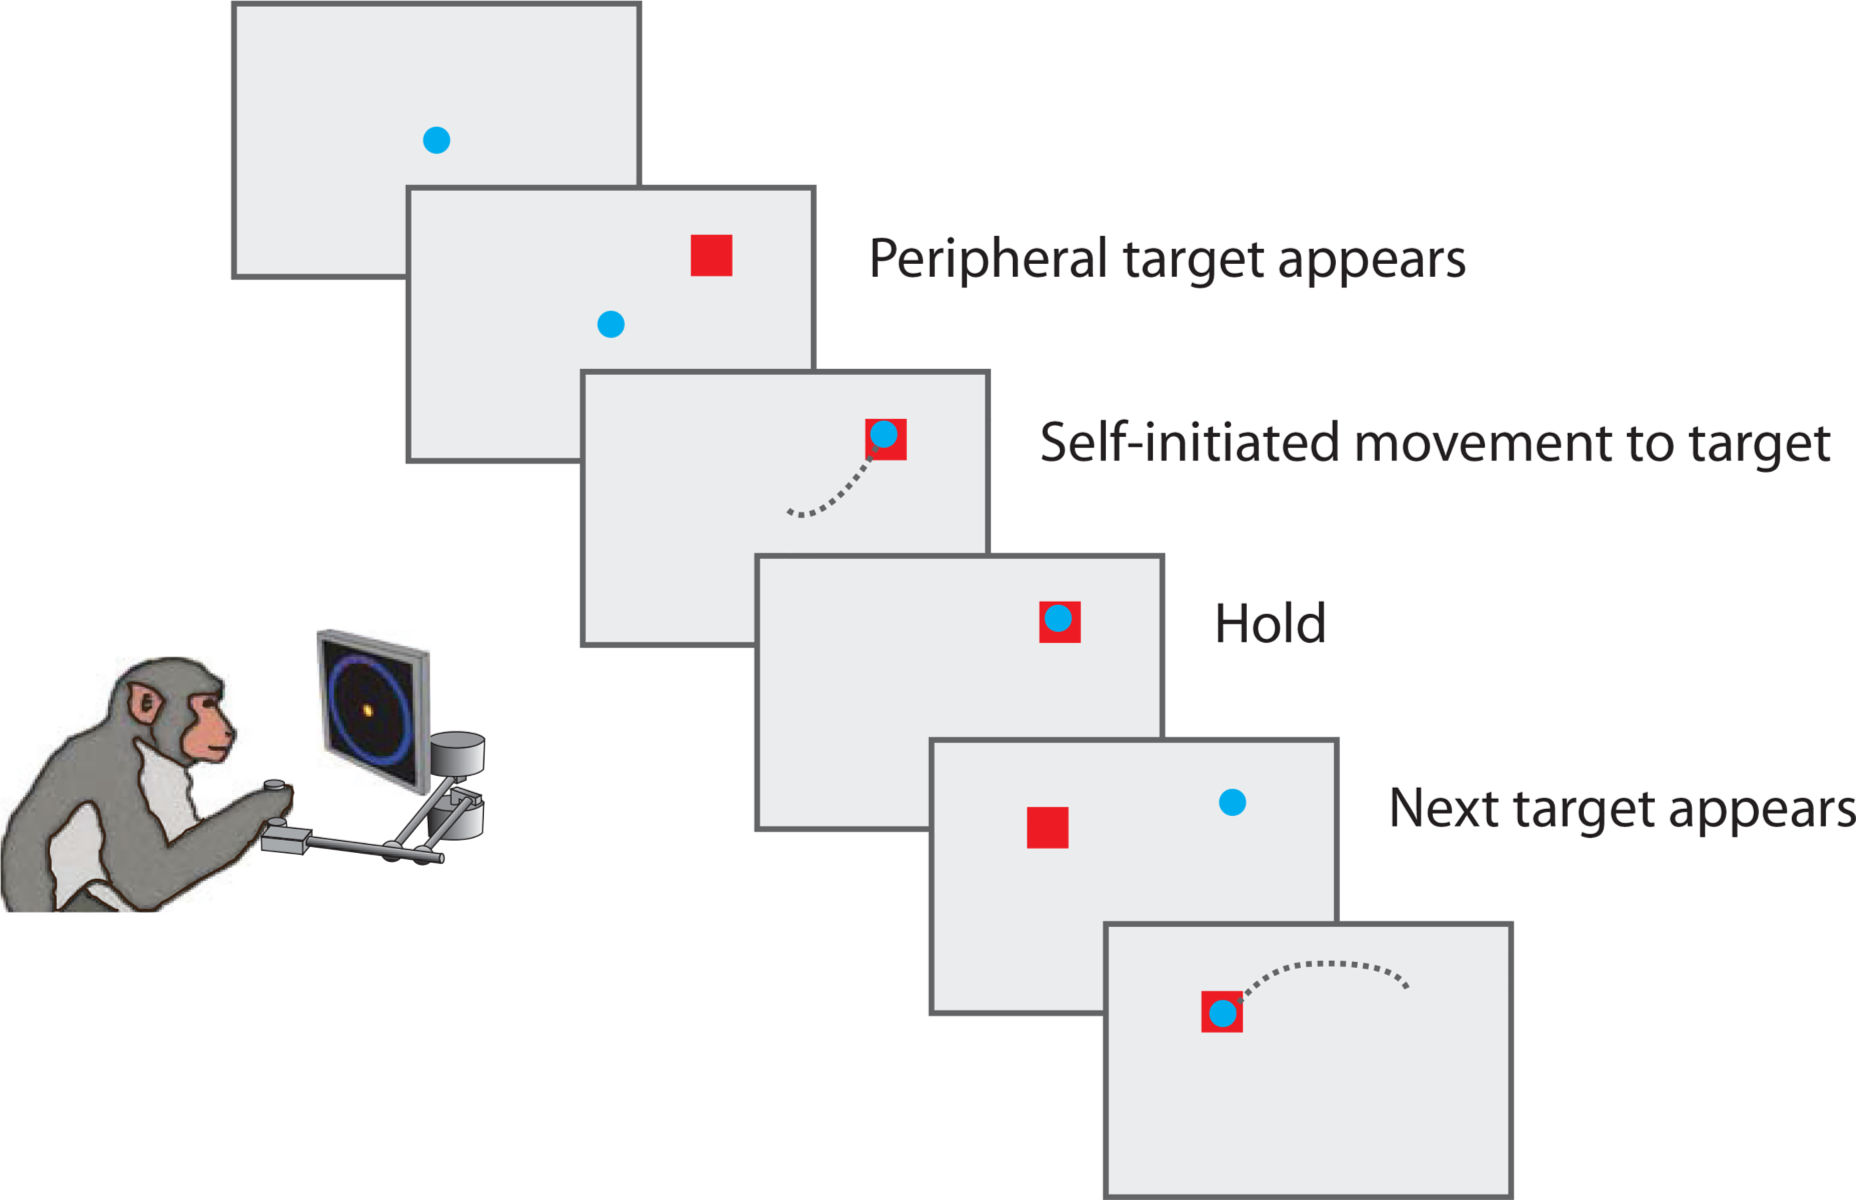 Peripheral target appears
Self-initiated movement to target
Hold
Next target appears